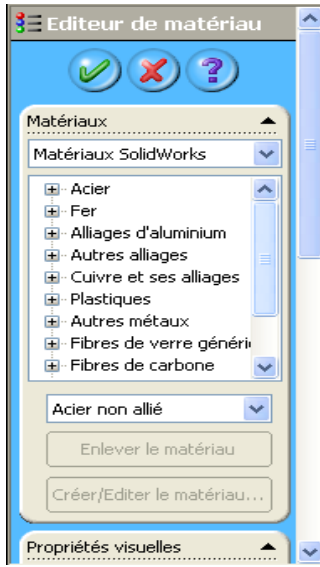 Editeur de matériau
Matériaux
Matériaux SolidWorks
Acier
Fer
Alliages d'aluminium
Autres alliages
Cuivre et ses alliages
Plastiques
Autres métaux
Fibres de verre généri
Fibres de carbone
Acier non allié
Enlever le matériau
Créer/Editer le matériau...
Propriétés visuelles